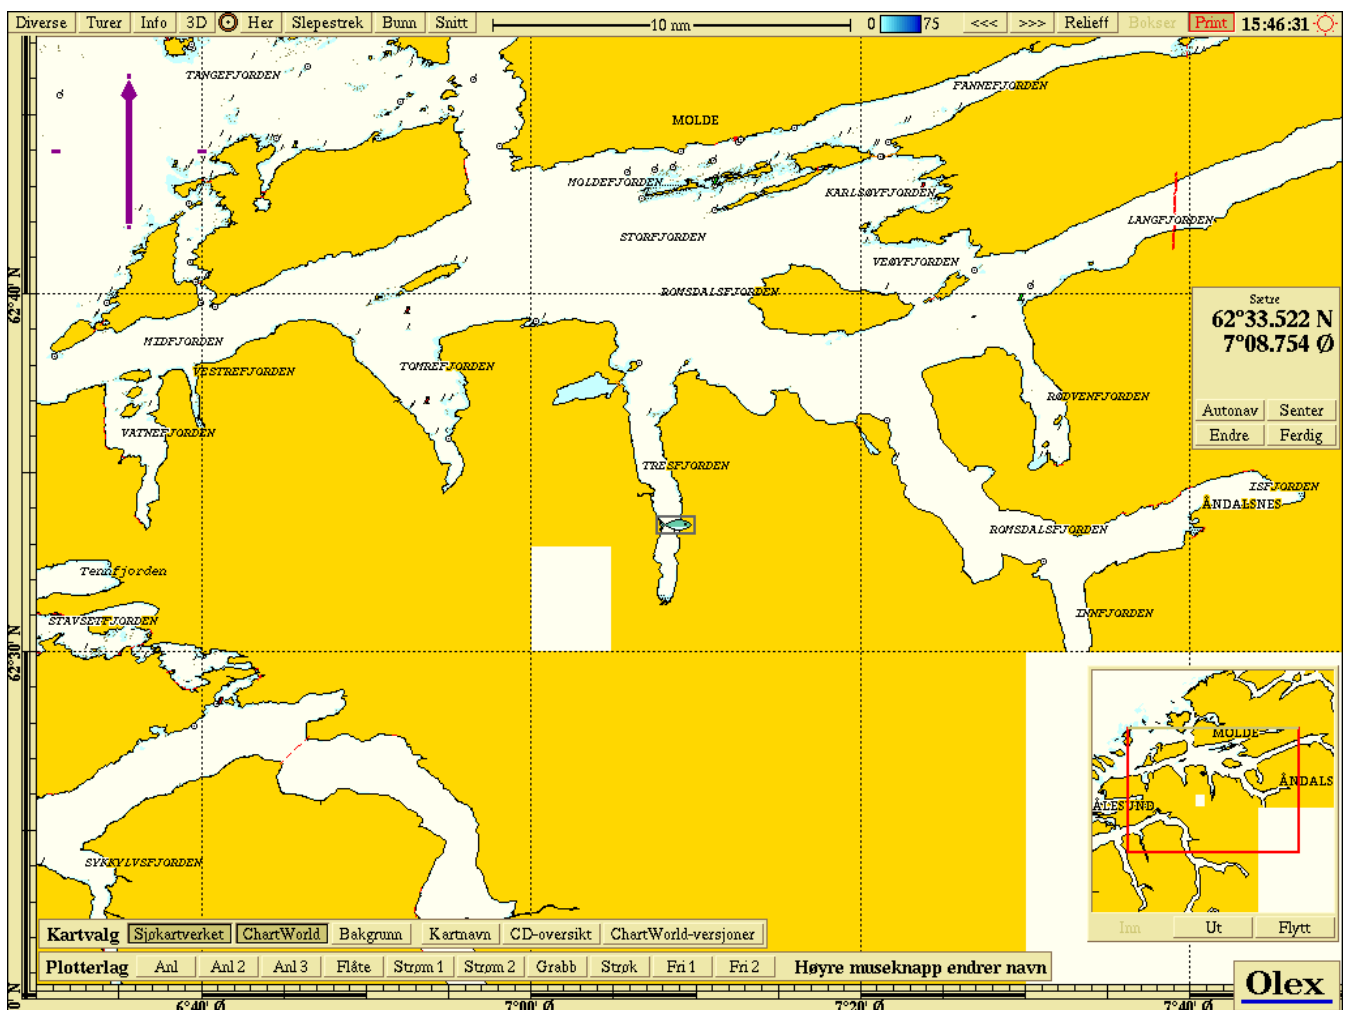 Diverse Turer Info 3D Her Slepestrek Bunn Snitt 10 nm 0 75 <<< >>> Relieff Bokser Print 15:46:31
TANGEFJORDEN
FANNEFJORDEN
MOLDE
MOLDEFJORDEN
KARLSØYFJORDEN
LANGFJORDEN
STORFJORDEN
VEØYFJORDEN
62°40' N
ROMSDALSFJORDEN
Sætre
62°33.522 N
7°08.754 Ø
MIDFJORDEN
VESTREFJORDEN
TOMREFJORDEN
RØDVENFJORDEN
Autonav Senter
Endre Ferdig
VATNEFJORDEN
TRESFJORDEN
ISFJORDEN
ÅNDALSNES
ROMSDALSFJORDEN
Tennfjorden
STAVSETFJORDEN
INNFJORDEN
62°30' N
MOLDE
ÅNDALS
ÅLESUND
SYKKYLVSFJORDEN
Inn Ut Flytt
Kartvalg Sjøkartverket ChartWorld Bakgrunn Kartnavn CD-oversikt ChartWorld-versjoner
Plotterlag Anl Anl 2 Anl 3 Flåte Strøm 1 Strøm 2 Grabb Strøk Fri 1 Fri 2 Høyre museknapp endrer navn
Olex
0' N
6°40' Ø 7°00' Ø 7°20' Ø 7°40' Ø